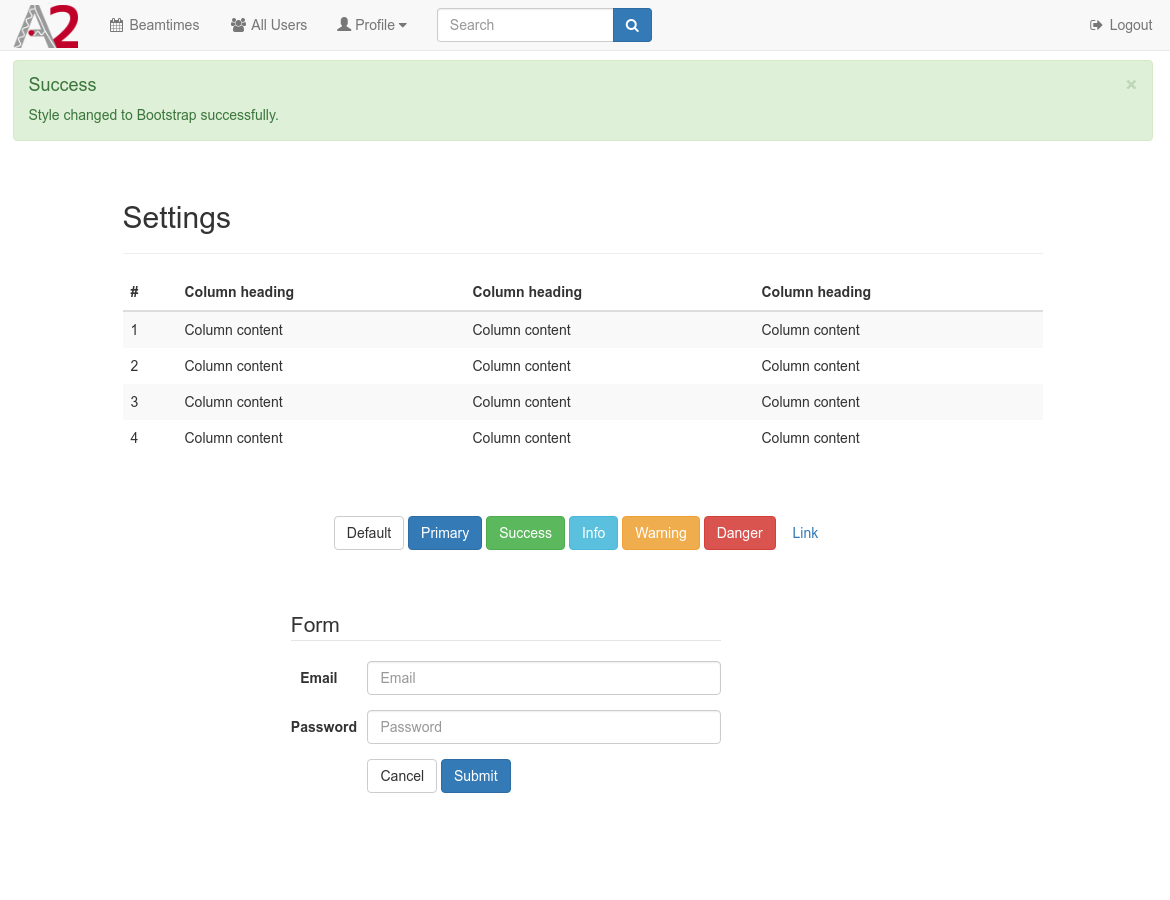 A2 Beamtimes All Users Profile Search Logout
Success ×
Style changed to Bootstrap successfully.
Settings
# Column heading Column heading Column heading
1 Column content Column content Column content
2 Column content Column content Column content
3 Column content Column content Column content
4 Column content Column content Column content
Default Primary Success Info Warning Danger Link
Form
Email Email
Password Password
Cancel Submit